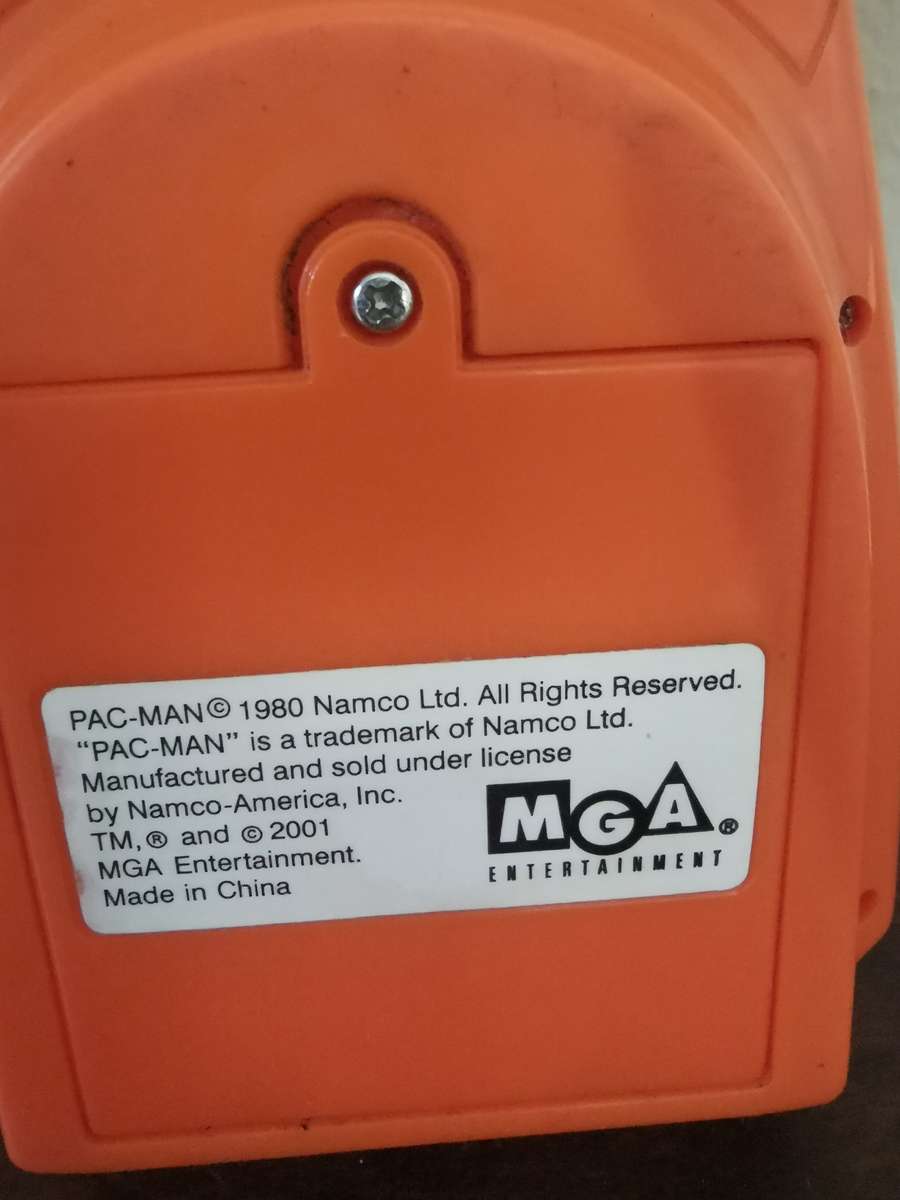 PAC-MAN© 1980 Namco Ltd. All Rights Reserved.
“PAC-MAN” is a trademark of Namco Ltd.
Manufactured and sold under license
by Namco-America, Inc.
TM,® and © 2001
MGA Entertainment.
Made in China
MGA®
ENTERTAINMENT